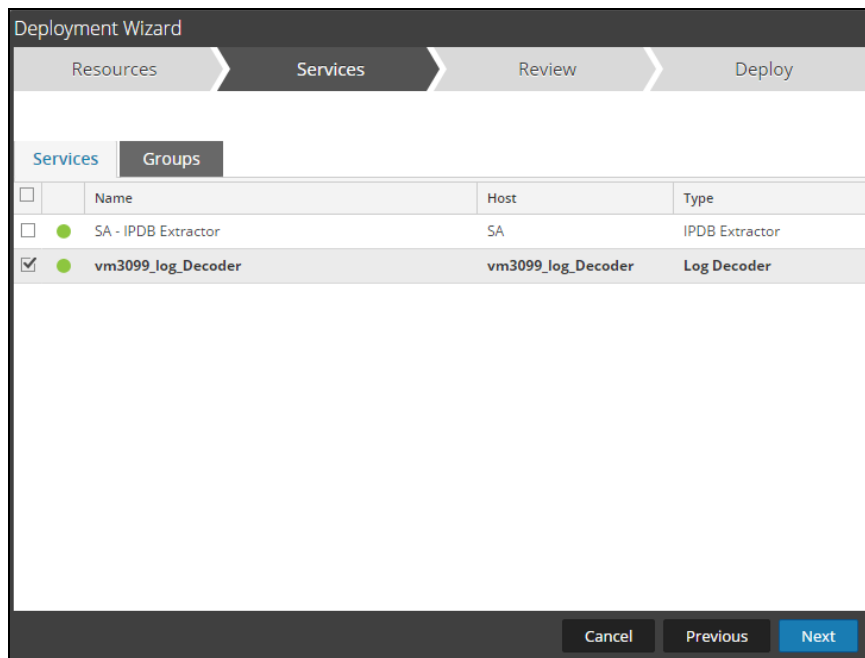 Deployment Wizard
Resources Services Review Deploy
Services Groups
Name Host Type
SA - IPDB Extractor SA IPDB Extractor
vm3099_log_Decoder vm3099_log_Decoder Log Decoder
Cancel Previous Next